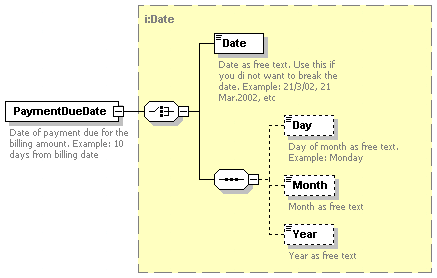 i:Date
Date
Date as free text. Use this if
you di not want to break the
date. Example: 21/3/02, 21
Mar.2002, etc
PaymentDueDate
Date of payment due for the
billing amount. Example: 10
days from billing date
Day
Day of month as free text.
Example: Monday
Month
Month as free text
Year
Year as free text